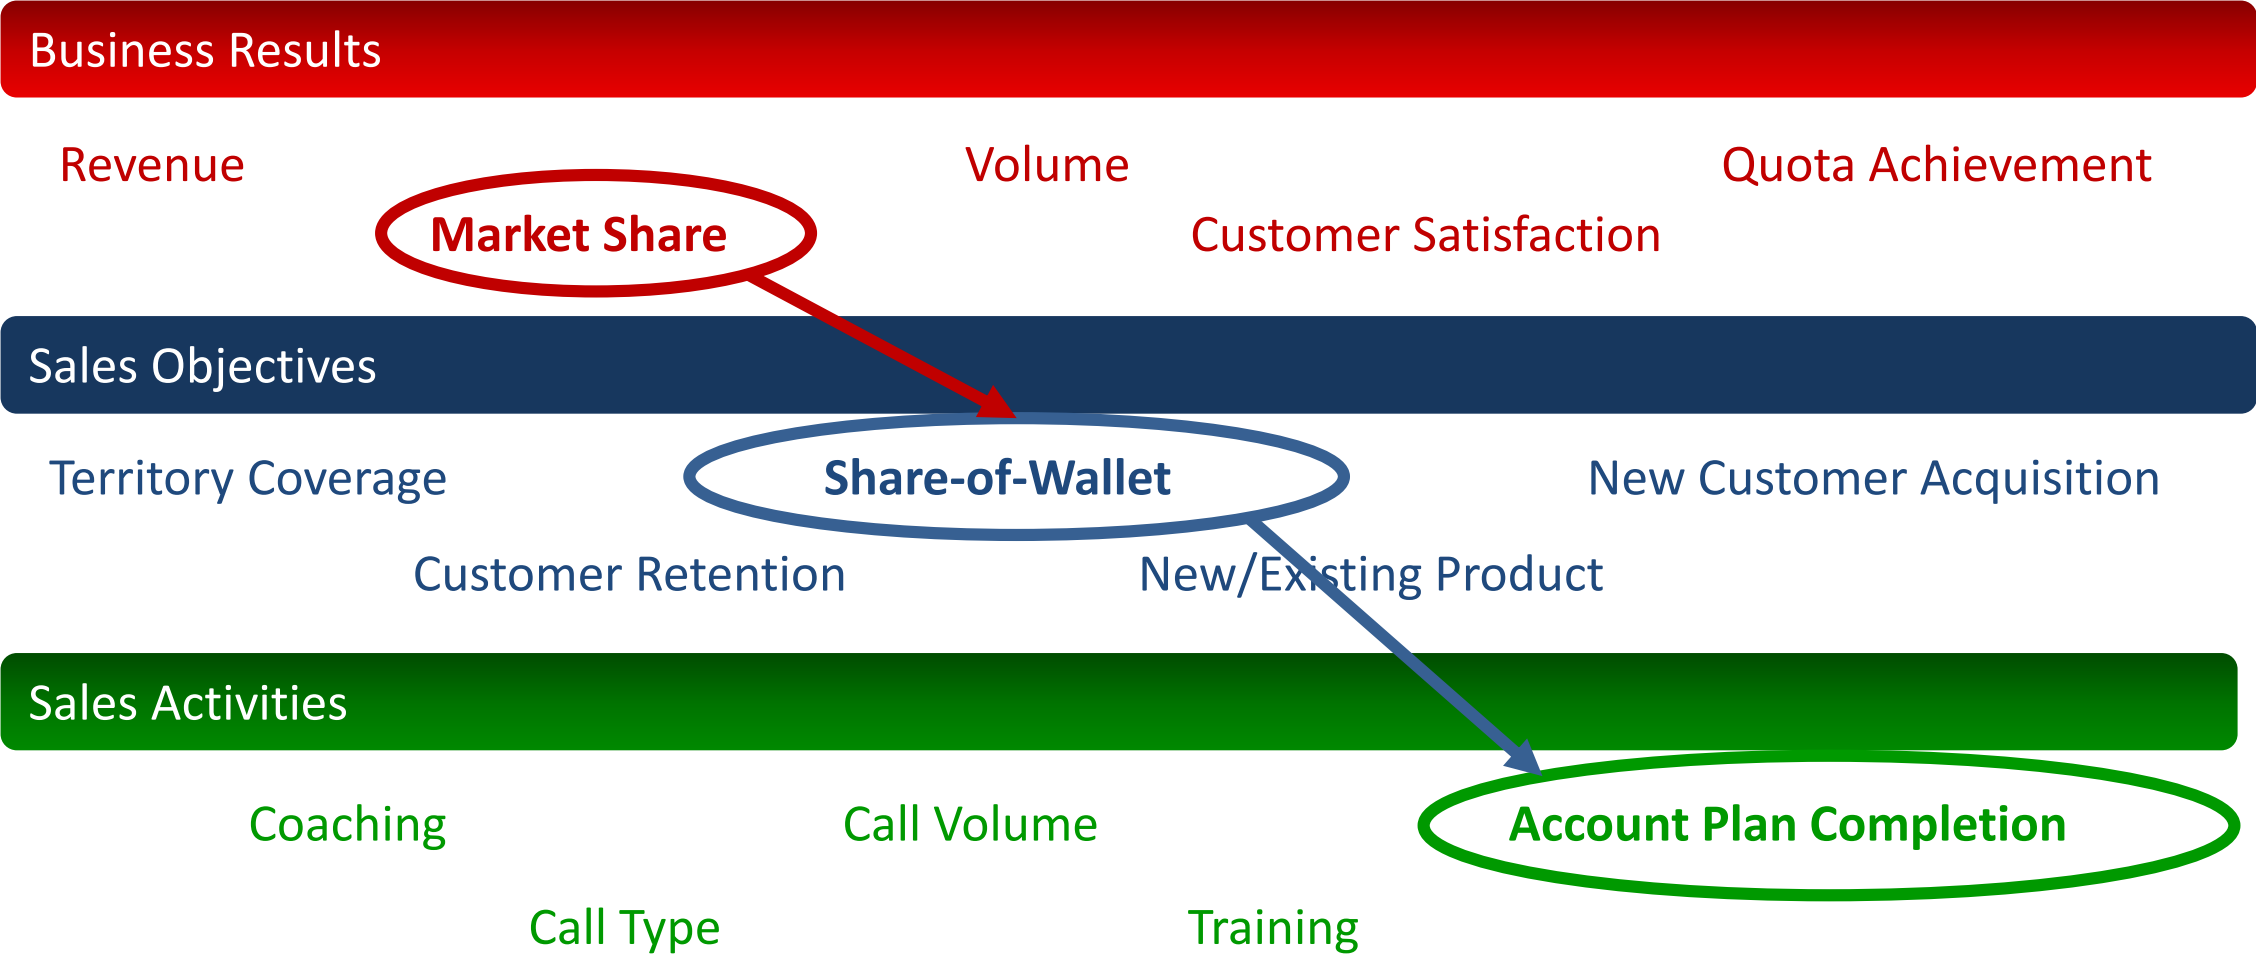 Business Results
Revenue
Volume
Quota Achievement
Market Share
Customer Satisfaction
Sales Objectives
Territory Coverage
Share-of-Wallet
New Customer Acquisition
Customer Retention
New/Existing Product
Sales Activities
Coaching
Call Volume
Account Plan Completion
Call Type
Training